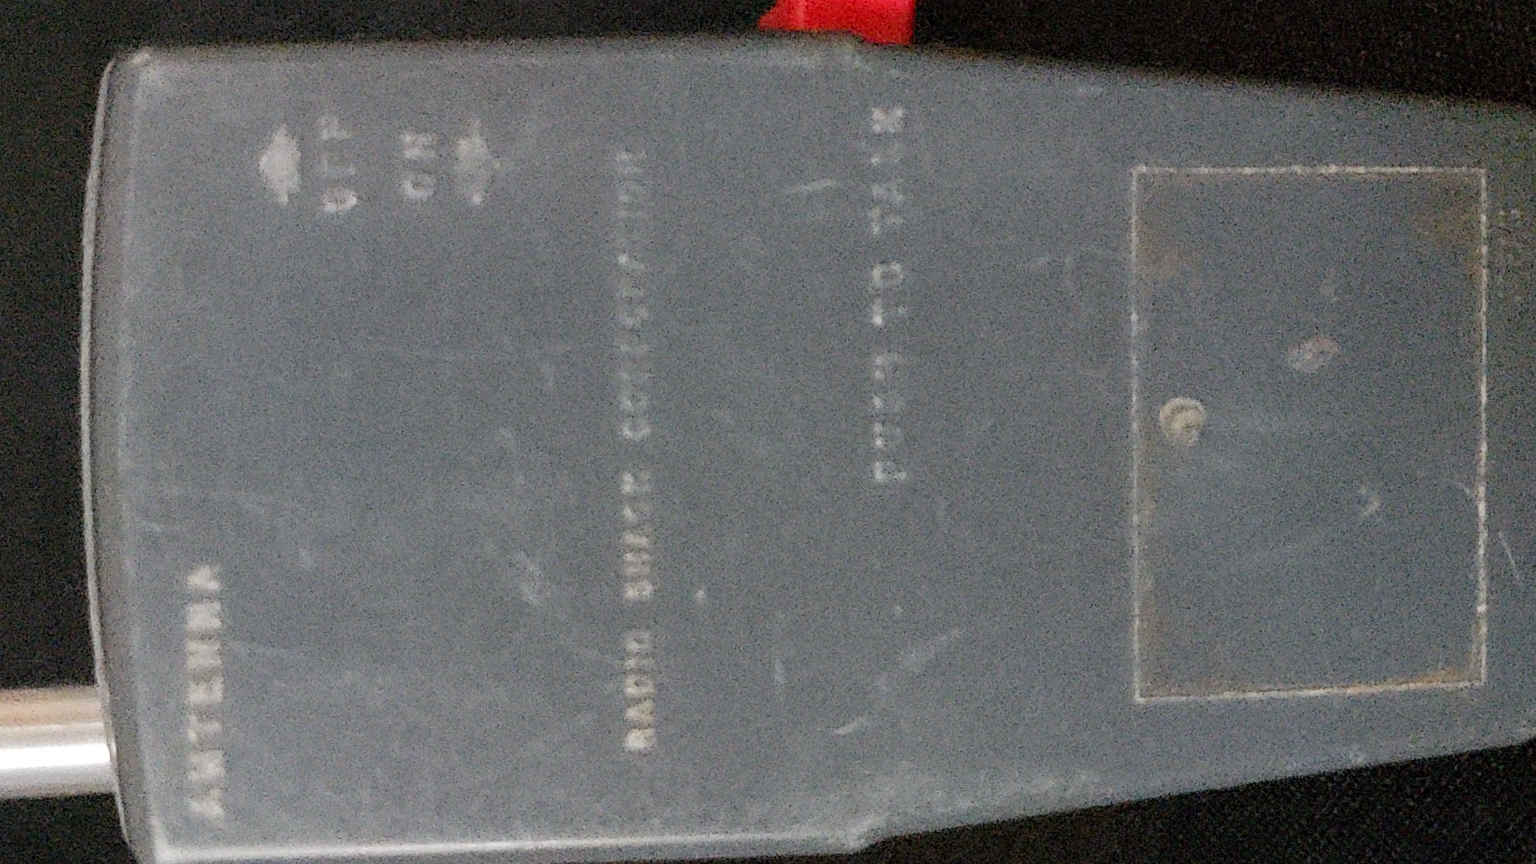 ANTENNA
OFF
ON
RADIO SHACK CORPORATION
PUSH TO TALK